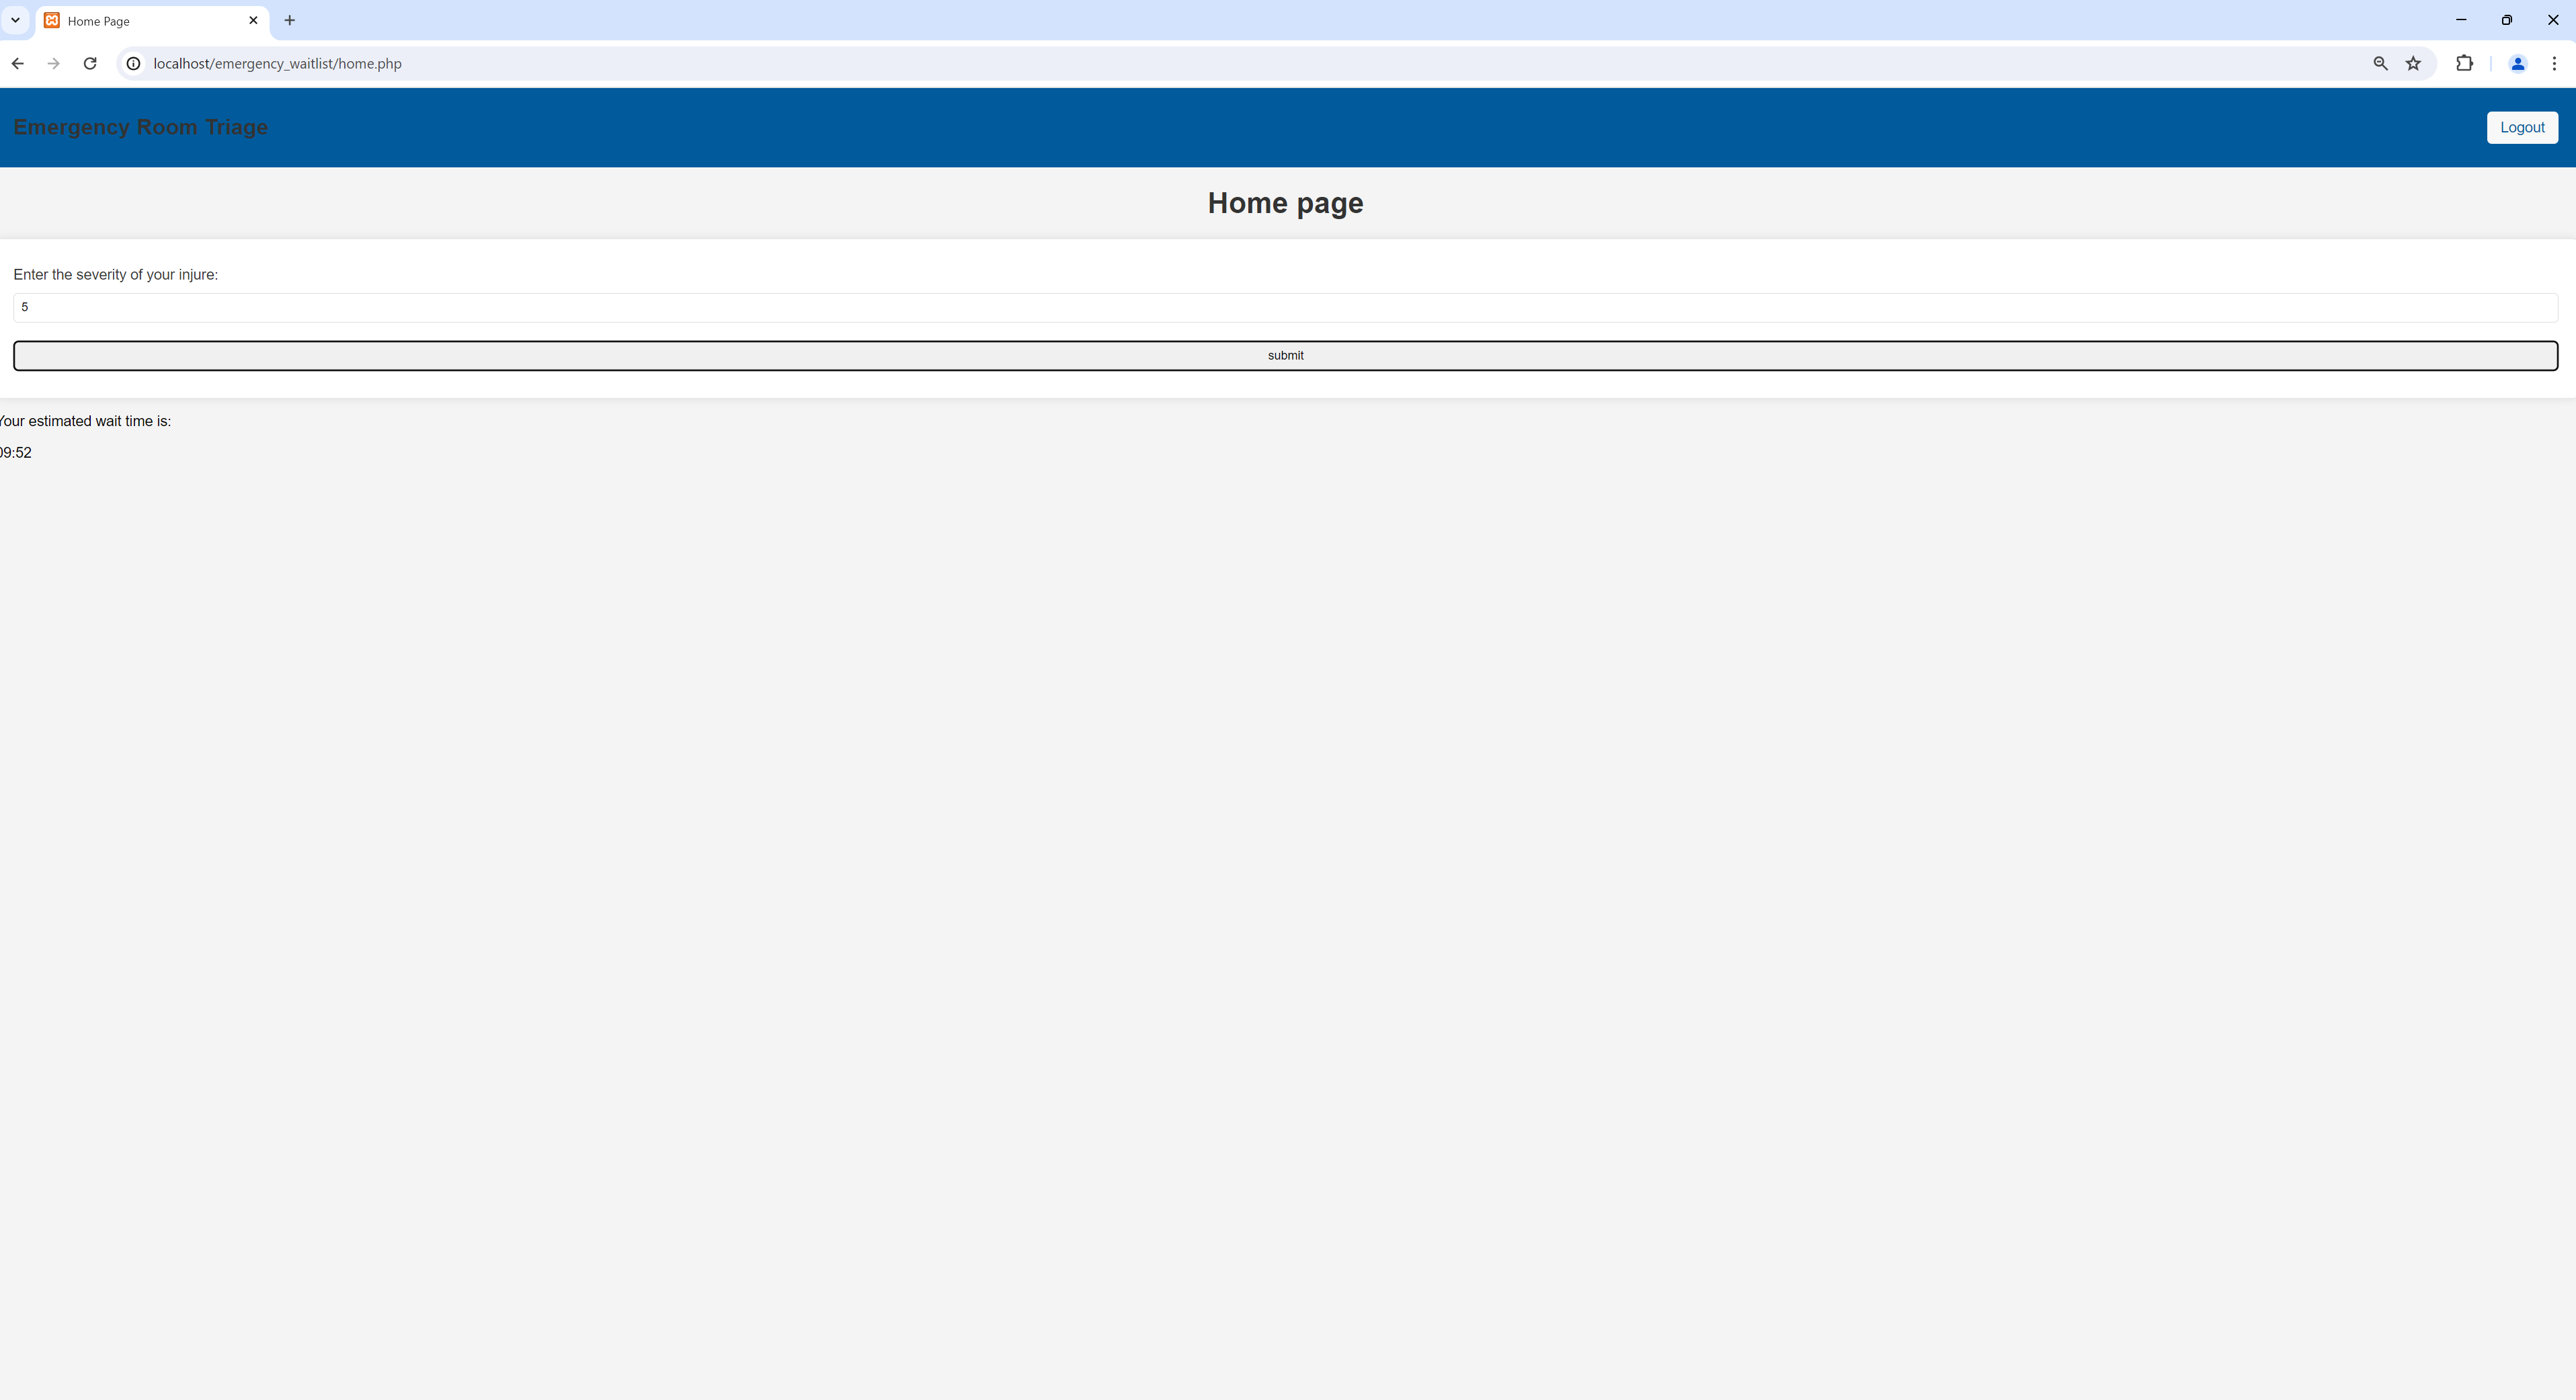 Home Page
localhost/emergency_waitlist/home.php
Emergency Room Triage
Logout
Home page
Enter the severity of your injure:
5
submit
Your estimated wait time is:
09:52